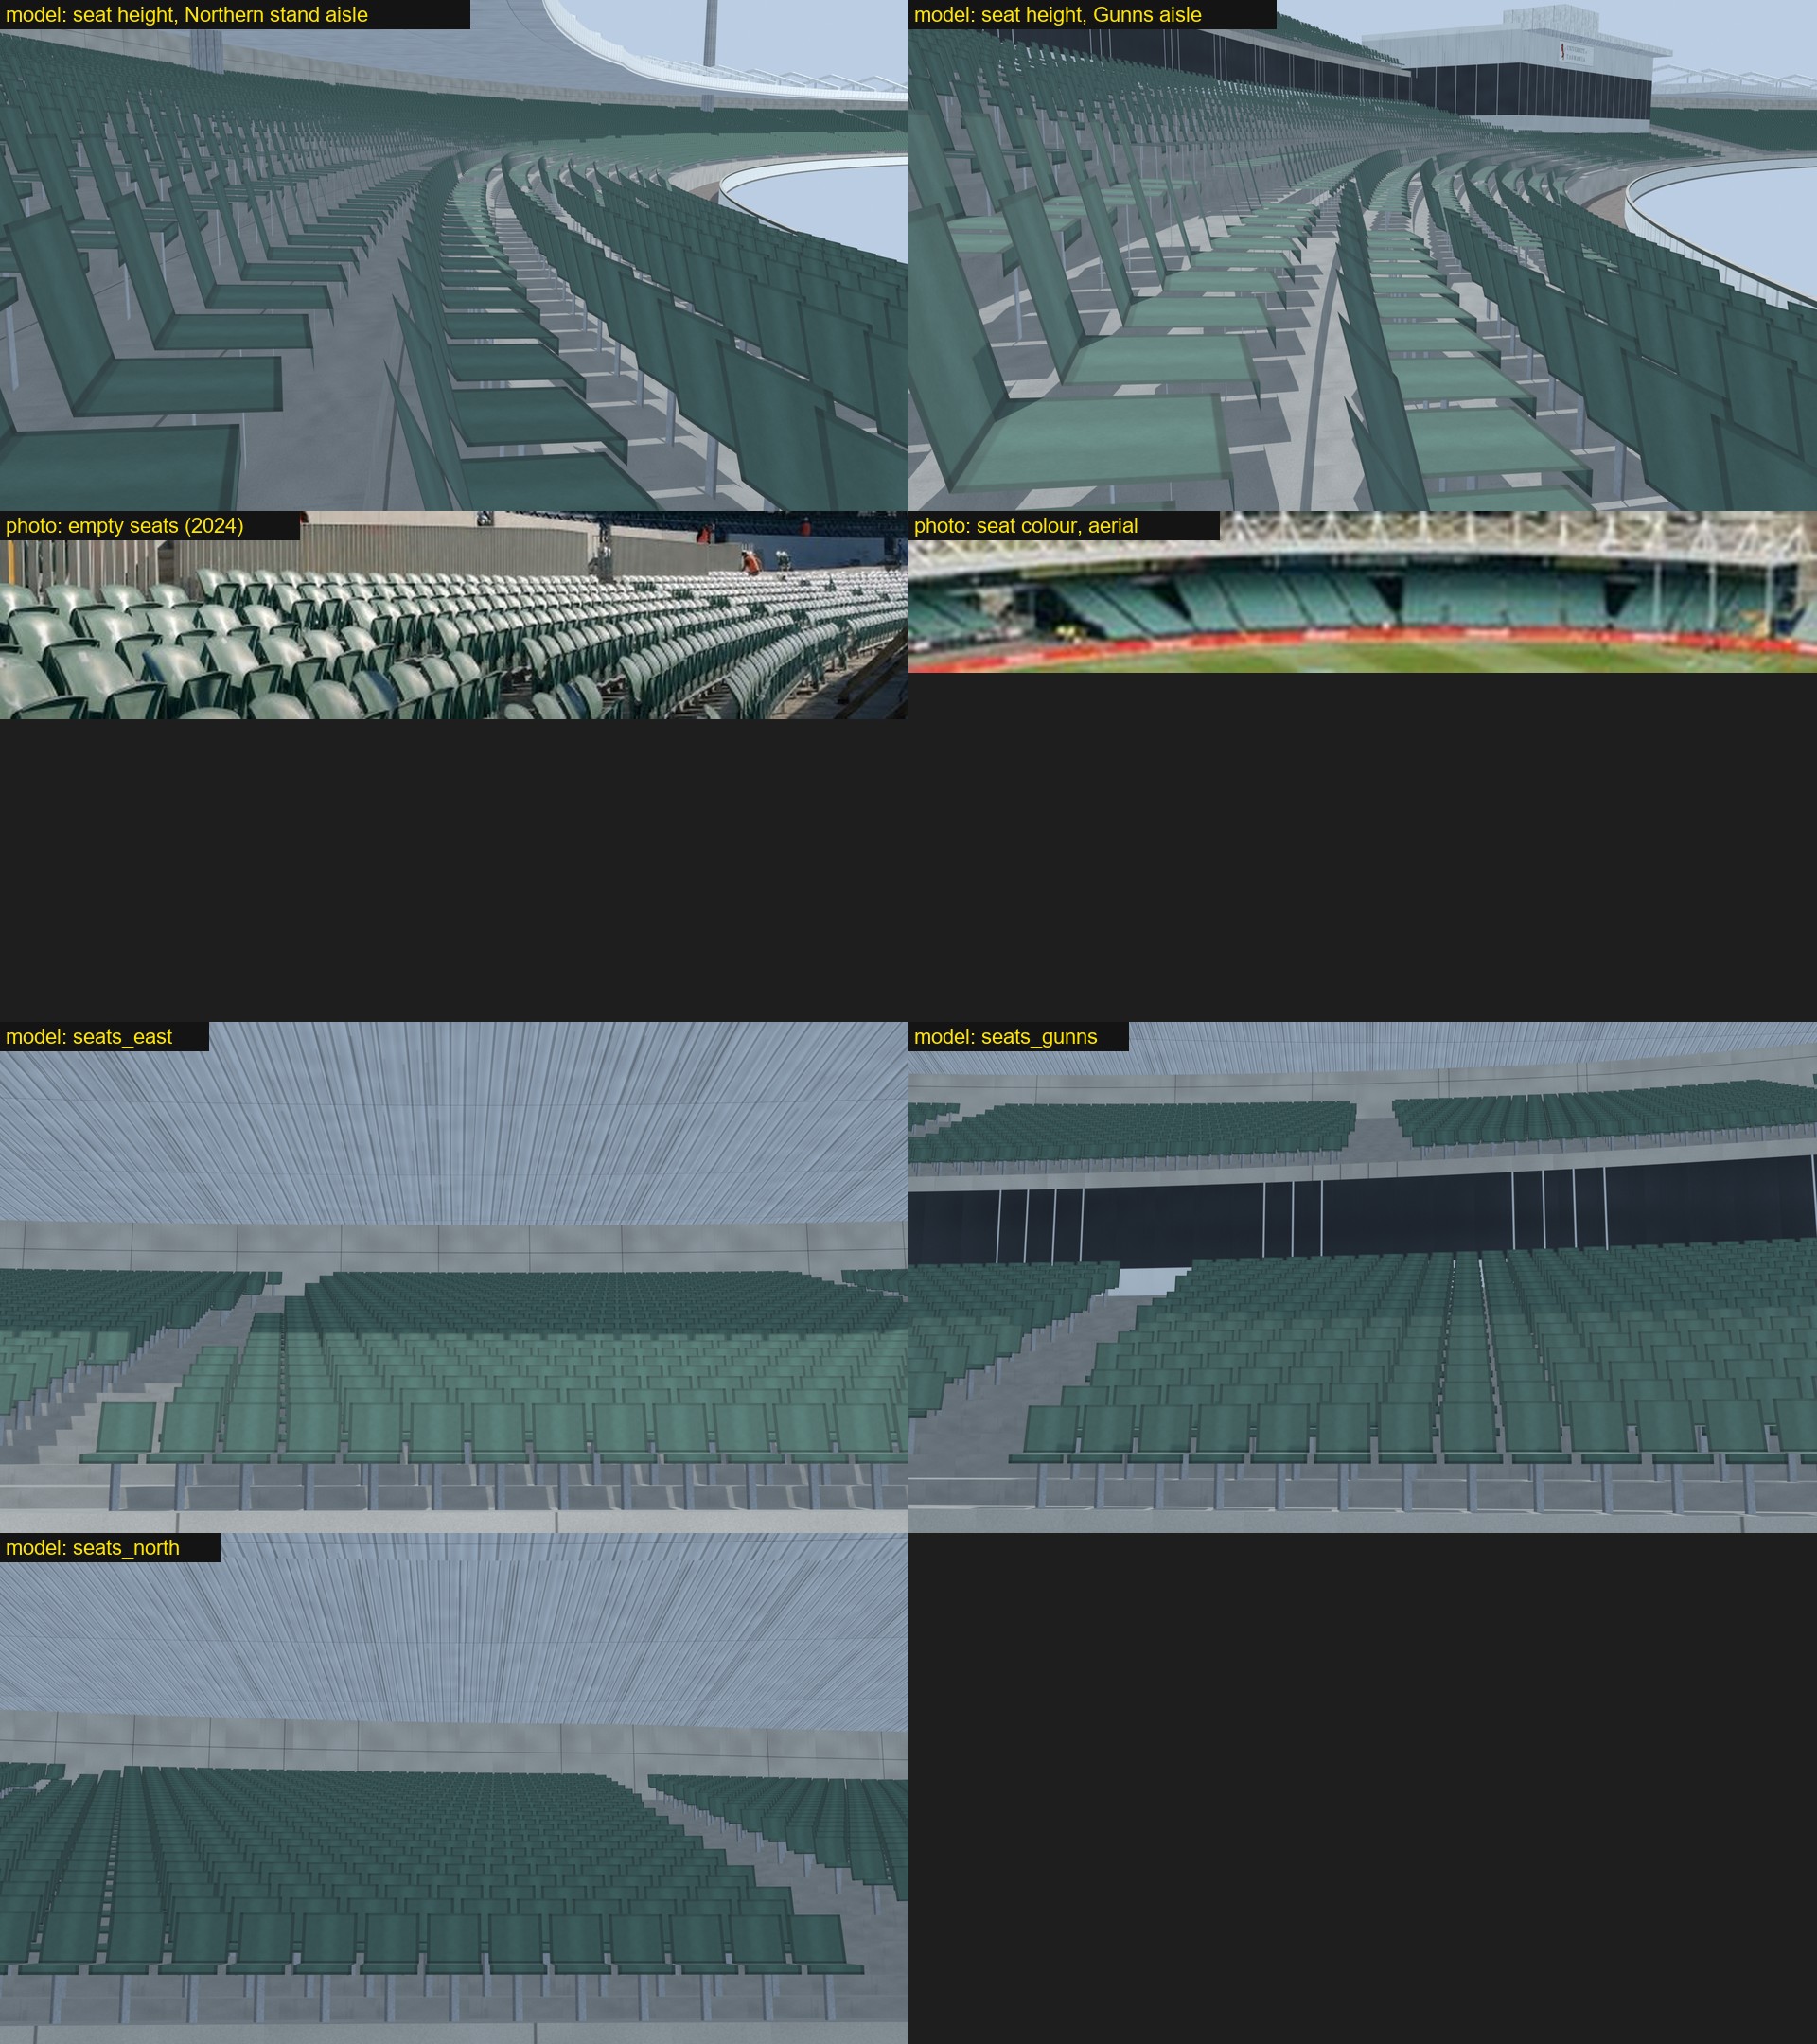 model: seat height, Northern stand aisle
model: seat height, Gunns aisle
photo: empty seats (2024)
photo: seat colour, aerial
model: seats_east
model: seats_gunns
model: seats_north